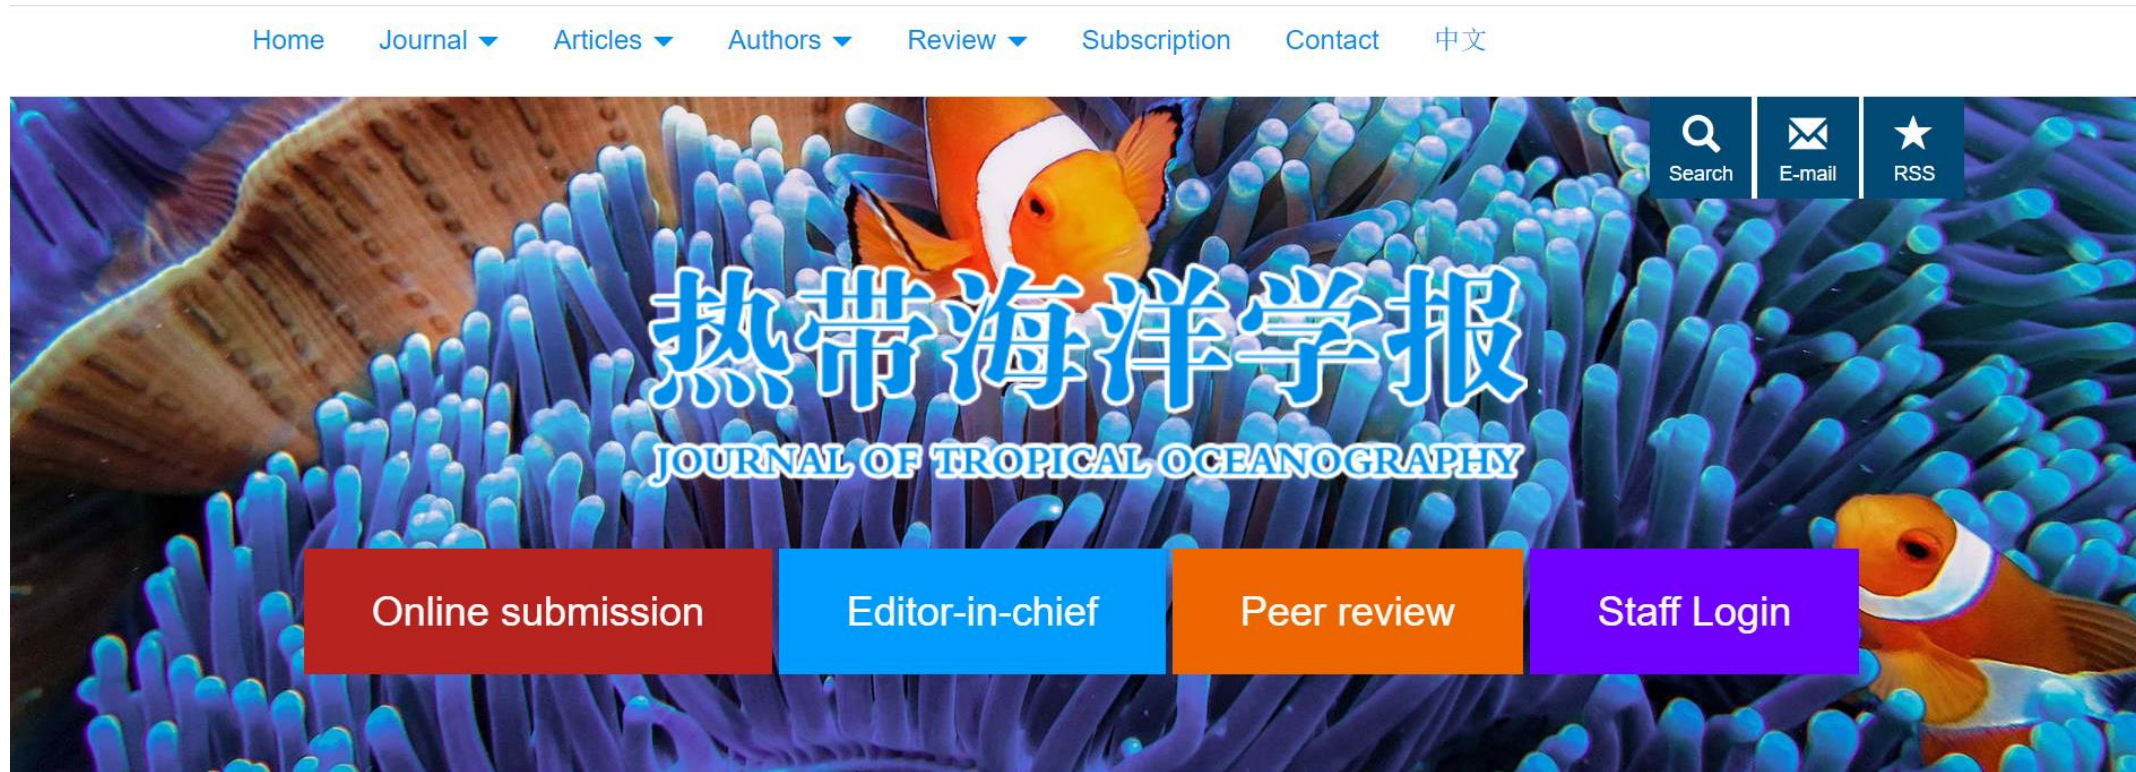 Home Journal Articles Authors Review Subscription Contact 中文
Search E-mail RSS
热带海洋学报
JOURNAL OF TROPICAL OCEANOGRAPHY
Online submission Editor-in-chief Peer review Staff Login